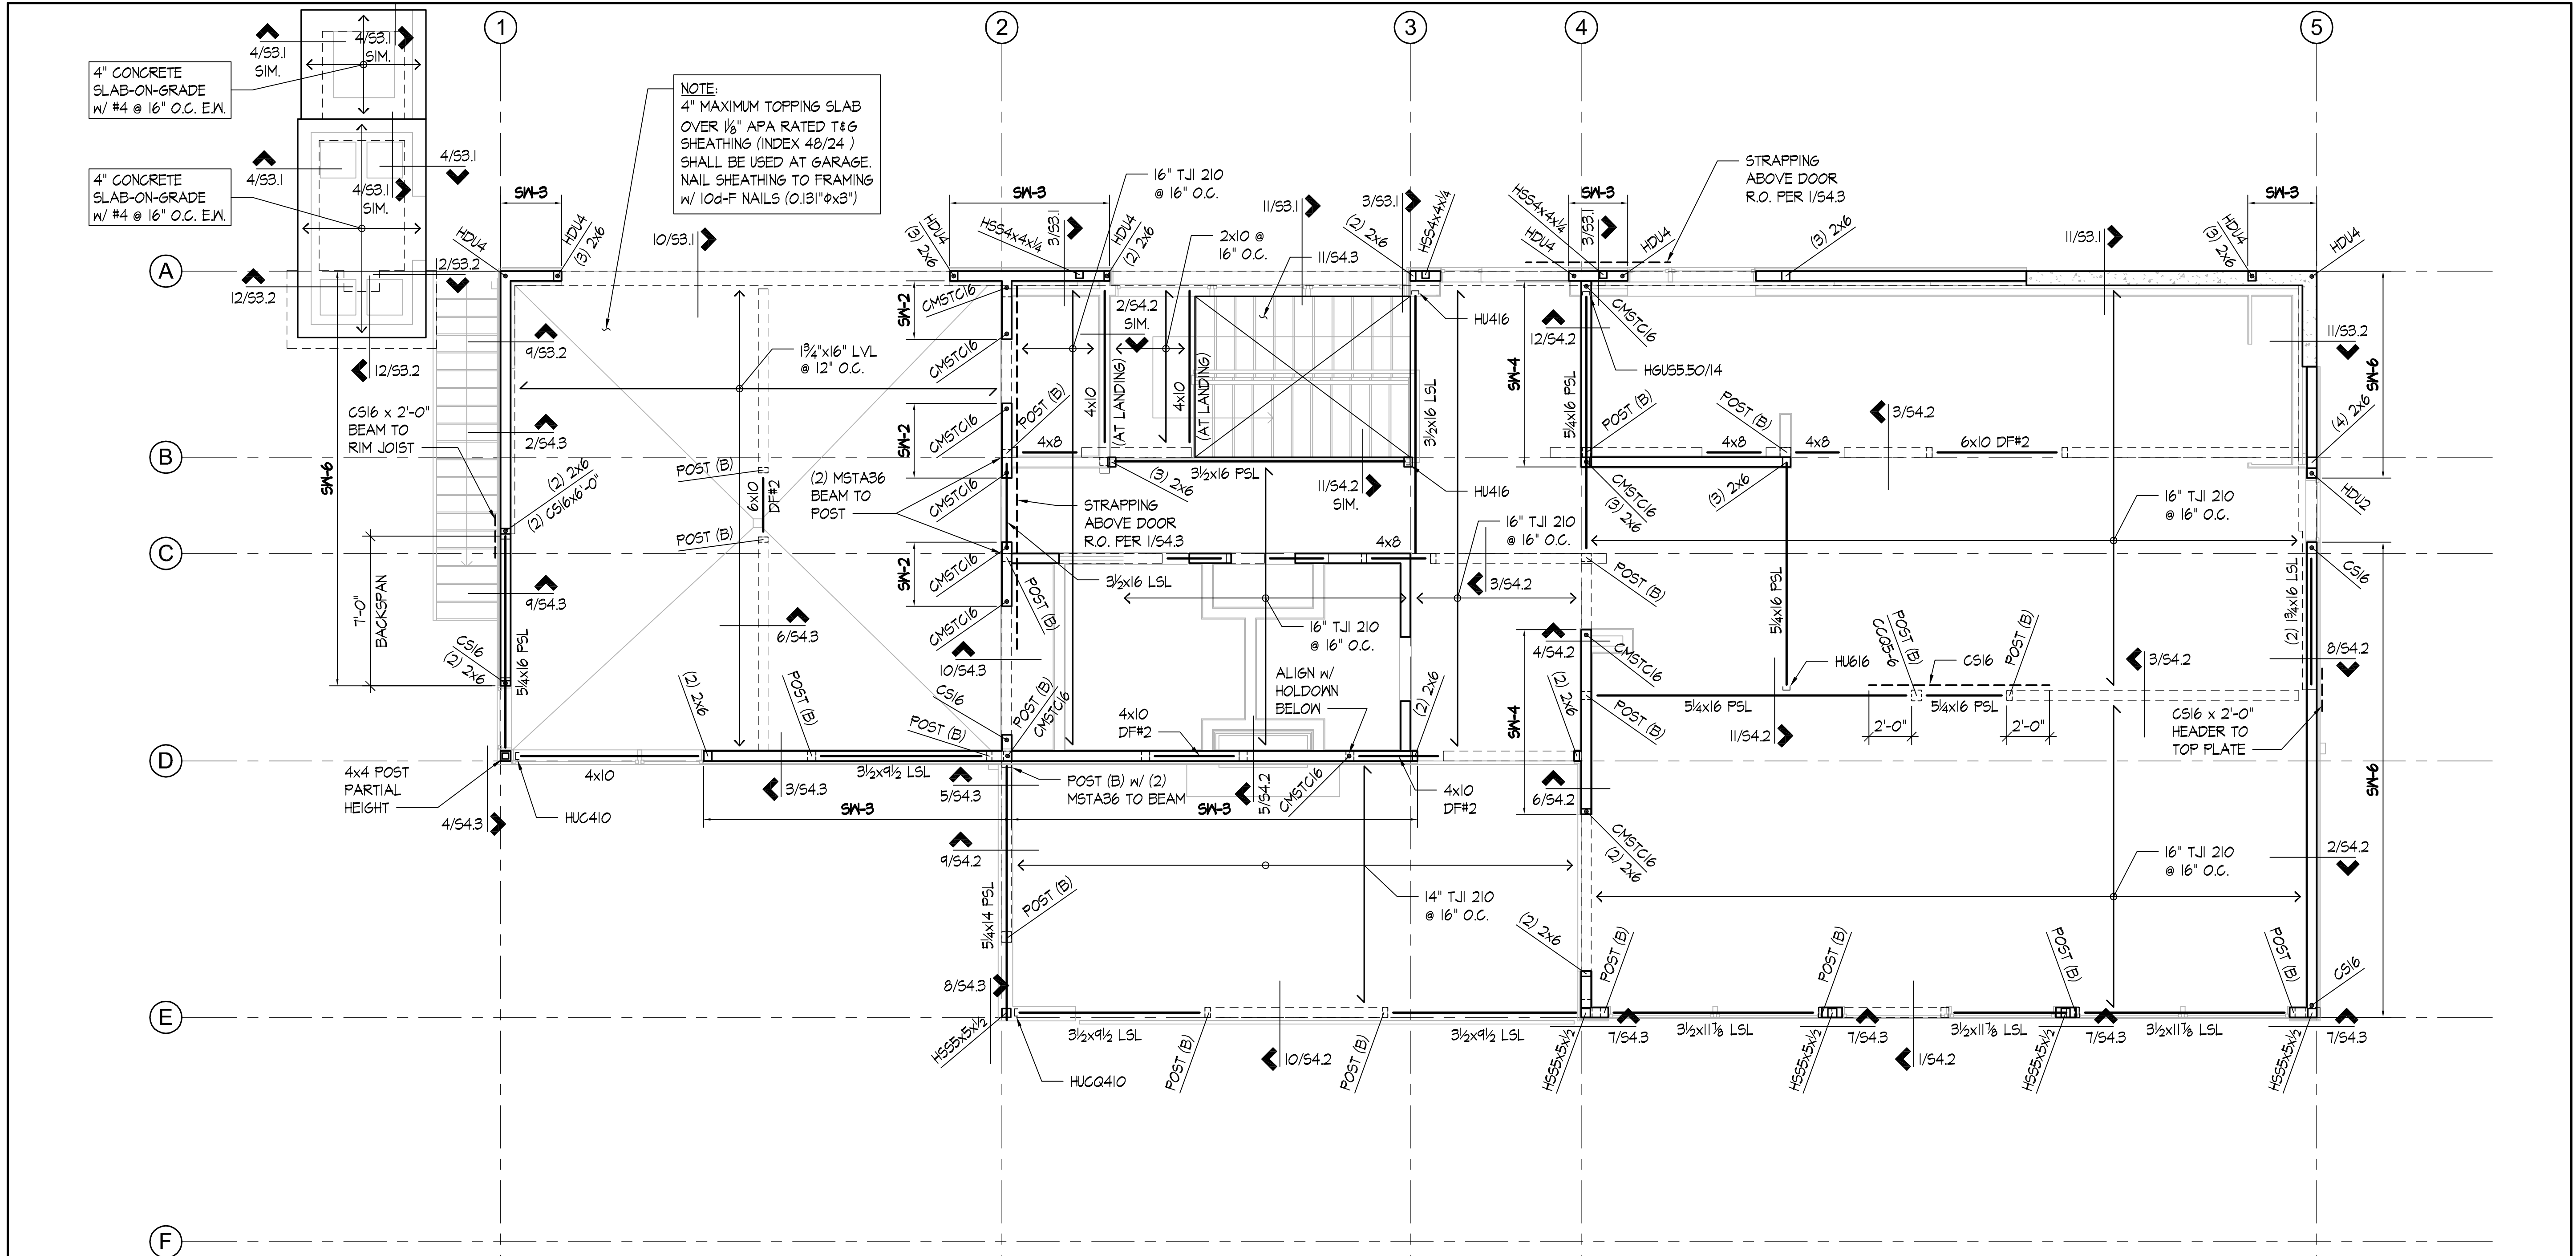 1
2
3
4
5
A
B
C
D
E
F
4/S3.1
SIM.
4/S3.1
SIM.
4" CONCRETE
SLAB-ON-GRADE
W/ #4 @ 16" O.C. E.W.
4/S3.1
4/S3.1
4/S3.1
SIM.
4" CONCRETE
SLAB-ON-GRADE
W/ #4 @ 16" O.C. E.W.
12/S3.2
12/S3.2
12/S3.2
NOTE:
4" MAXIMUM TOPPING SLAB
OVER 1⅛" APA RATED T&G
SHEATHING (INDEX 48/24 )
SHALL BE USED AT GARAGE.
NAIL SHEATHING TO FRAMING
W/ 10d-F NAILS (0.131"Φx3")
SW-3
HDU4
HDU4
(3) 2x6
10/S3.1
SW-3
HDU4
(3) 2x6
HSS4x4x¼
3/S3.1
HDU4
(2) 2x6
16" TJI 210
@ 16" O.C.
2x10 @
16" O.C.
11/S3.1
11/S4.3
3/S3.1
(2) 2x6
HSS4x4x¼
HSS4x4x¼
SW-3
3/S3.1
HDU4
HDU4
STRAPPING
ABOVE DOOR
R.O. PER 1/S4.3
(3) 2x6
11/S3.1
SW-3
HDU4
(3) 2x6
HDU4
SW-6
9/S3.2
CS16 x 2'-0"
BEAM TO
RIM JOIST
2/S4.3
(2) 2x6
(2) CS16x6'-0"
7'-0"
BACKSPAN
9/S4.3
CS16
(2) 2x6
5¼x16 PSL
1¾"x16" LVL
@ 12" O.C.
POST (B)
6x10
DF#2
POST (B)
6/S4.3
SW-2
CMSTC16
CMSTC16
SW-2
CMSTC16
CMSTC16
(2) MSTA36
BEAM TO
POST
SW-2
CMSTC16
CMSTC16
POST (B)
4x8
4x10
2/S4.2
SIM.
(AT LANDING)
4x10
(AT LANDING)
(3) 2x6
3½x16 PSL
STRAPPING
ABOVE DOOR
R.O. PER 1/S4.3
3½x16 LSL
POST (B)
10/S4.3
11/S4.2
SIM.
3½x16 LSL
HU416
HU416
4x8
16" TJI 210
@ 16" O.C.
3/S4.2
16" TJI 210
@ 16" O.C.
ALIGN W/
HOLDOWN
BELOW
12/S4.2
SW-4
5¼x16 PSL
CMSTC16
HGUS5.50/14
POST (B)
POST (B)
4x8
4x8
3/S4.2
6x10 DF#2
CMSTC16
(3) 2x6
(3) 2x6
POST (B)
5¼x16 PSL
HU616
11/S3.2
SW-6
(4) 2x6
HDU2
16" TJI 210
@ 16" O.C.
CS16
(2) 1¾x16 LSL
8/S4.2
3/S4.2
CS16 x 2'-0"
HEADER TO
TOP PLATE
POST (B)
CCQ5-6
CS16
POST (B)
5¼x16 PSL
5¼x16 PSL
2'-0"
2'-0"
11/S4.2
4/S4.2
CMSTC16
POST (B)
SW-4
(2) 2x6
6/S4.2
CMSTC16
(2) 2x6
4x4 POST
PARTIAL
HEIGHT
4/S4.3
HUC410
4x10
(2) 2x6
POST (B)
3/S4.3
3½x9½ LSL
SW-3
POST (B)
CS16
POST (B)
CMSTC16
5/S4.3
POST (B) W/ (2)
MSTA36 TO BEAM
4x10
DF#2
SW-3
5/S4.2
CMSTC16
(2) 2x6
4x10
DF#2
9/S4.2
5¼x14 PSL
POST (B)
8/S4.3
HSS5x5x½
HUCQ410
14" TJI 210
@ 16" O.C.
3½x9½ LSL
POST (B)
10/S4.2
POST (B)
3½x9½ LSL
(2) 2x6
POST (B)
HSS5x5x½
7/S4.3
3½x11⅞ LSL
POST (B)
HSS5x5x½
7/S4.3
1/S4.2
3½x11⅞ LSL
POST (B)
HSS5x5x½
7/S4.3
3½x11⅞ LSL
POST (B)
HSS5x5x½
CS16
7/S4.3
16" TJI 210
@ 16" O.C.
2/S4.2
SW-6